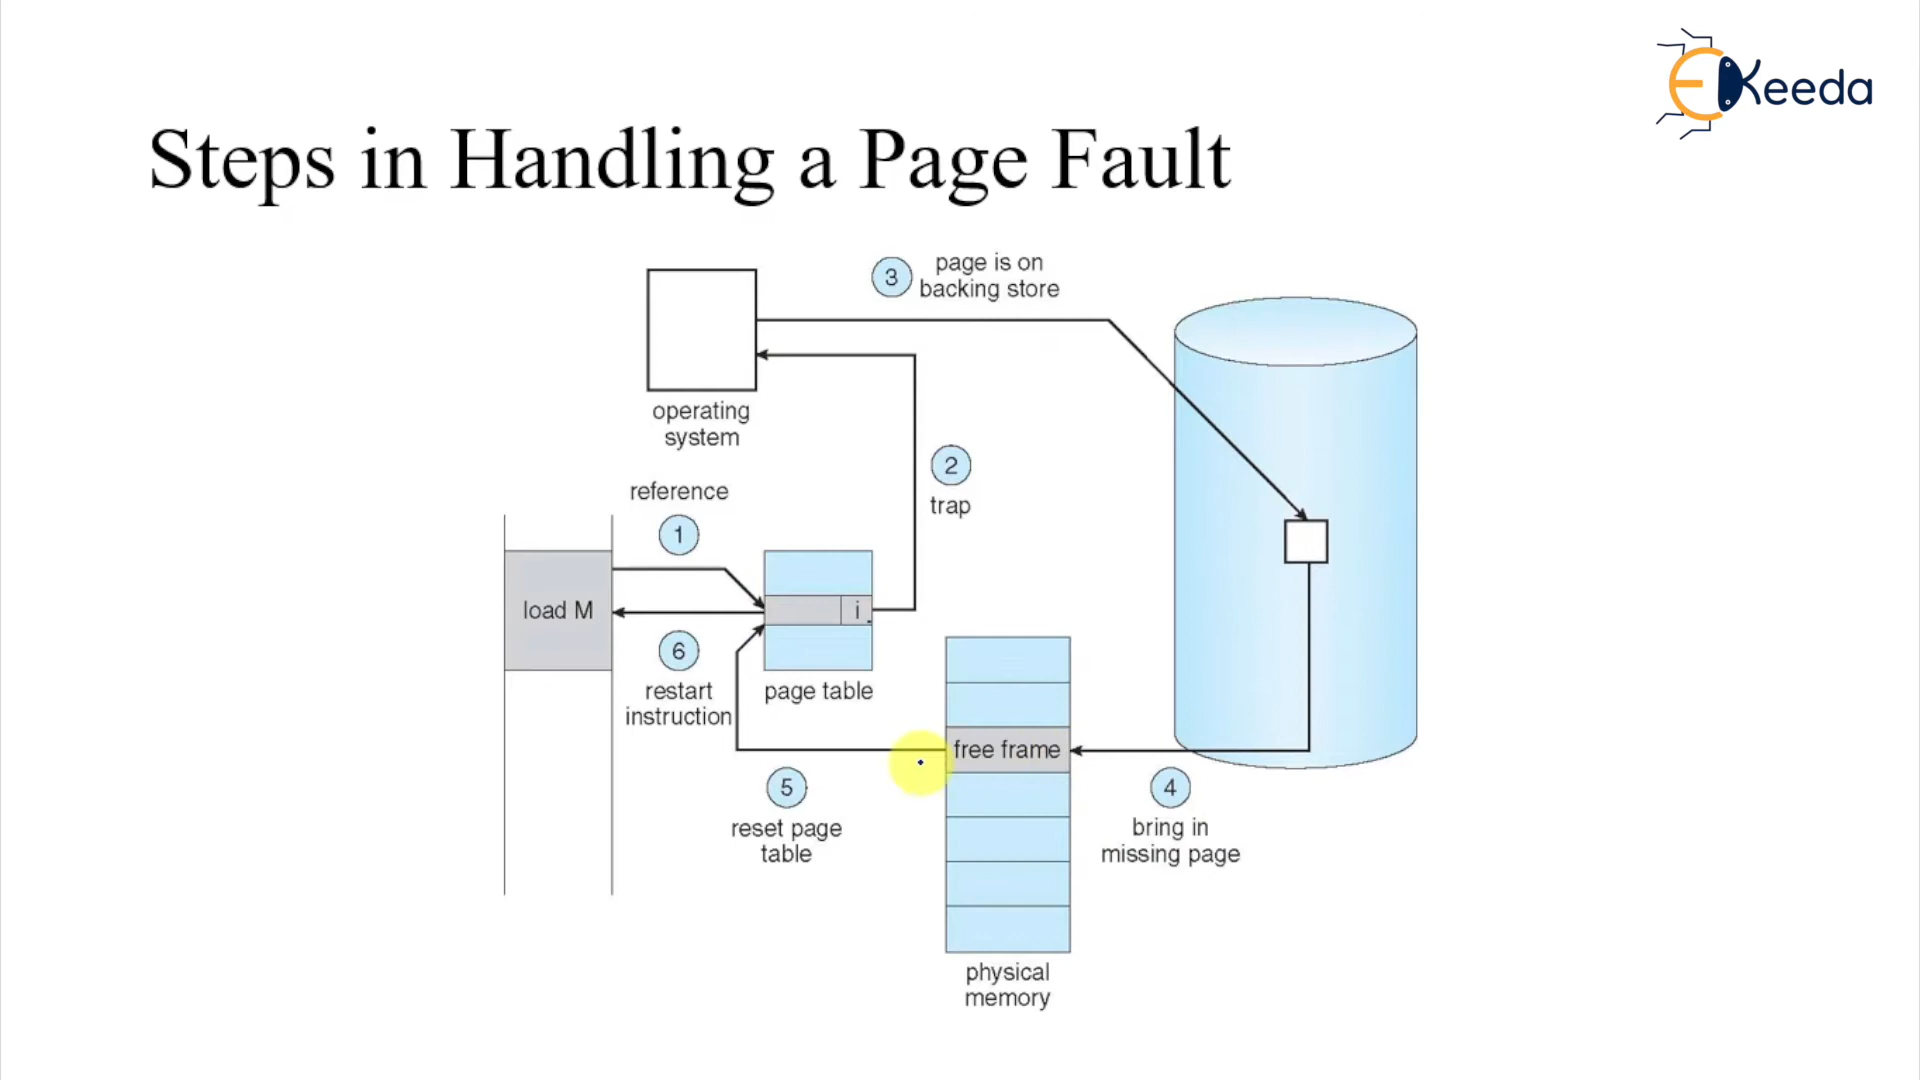 EKeeda
Steps in Handling a Page Fault
3
page is on
backing store
operating
system
2
trap
reference
1
load M
i
6
restart
instruction
page table
free frame
5
reset page
table
4
bring in
missing page
physical
memory